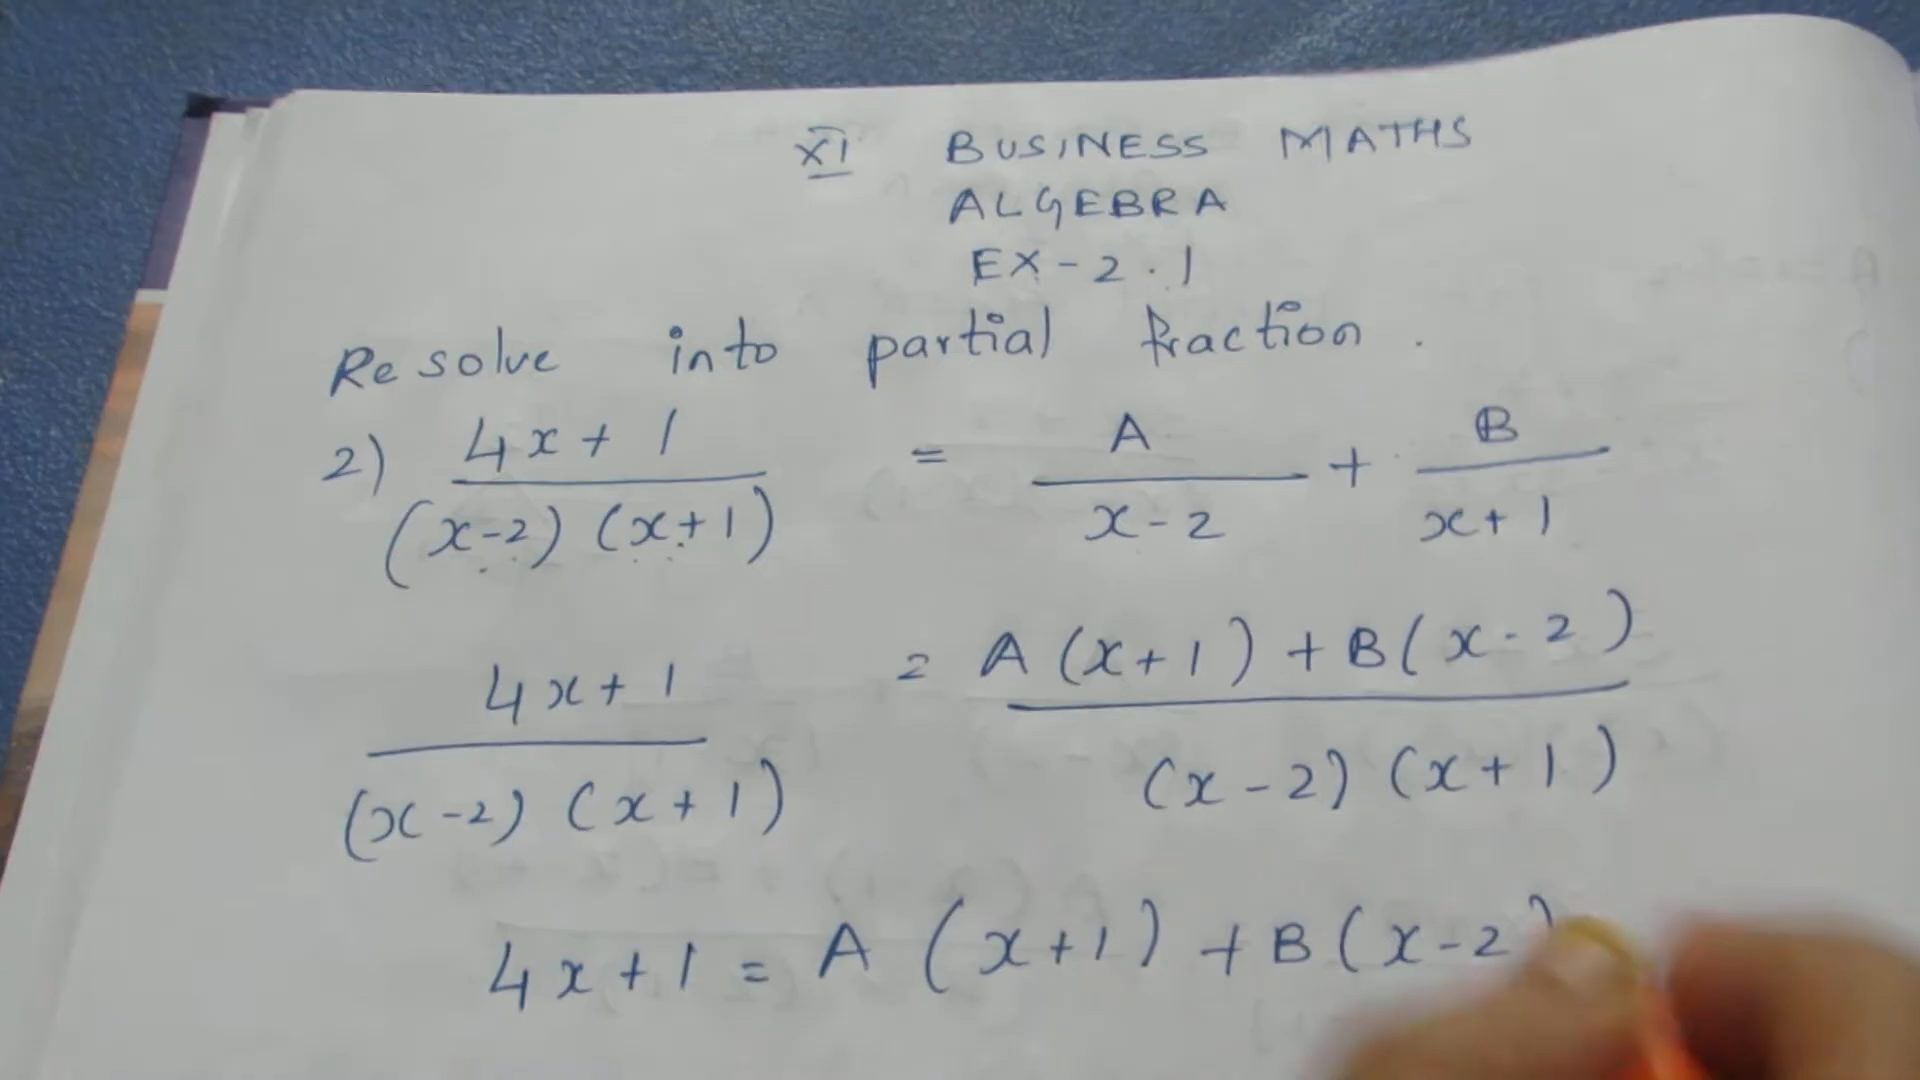 XI BUSINESS MATHS
ALGEBRA
EX-2.1
Resolve into partial fraction.
2) 4x+1 / (x-2)(x+1) = A / x-2 + B / x+1
4x+1 / (x-2)(x+1) = A(x+1)+B(x-2) / (x-2)(x+1)
4x+1 = A(x+1)+B(x-2)